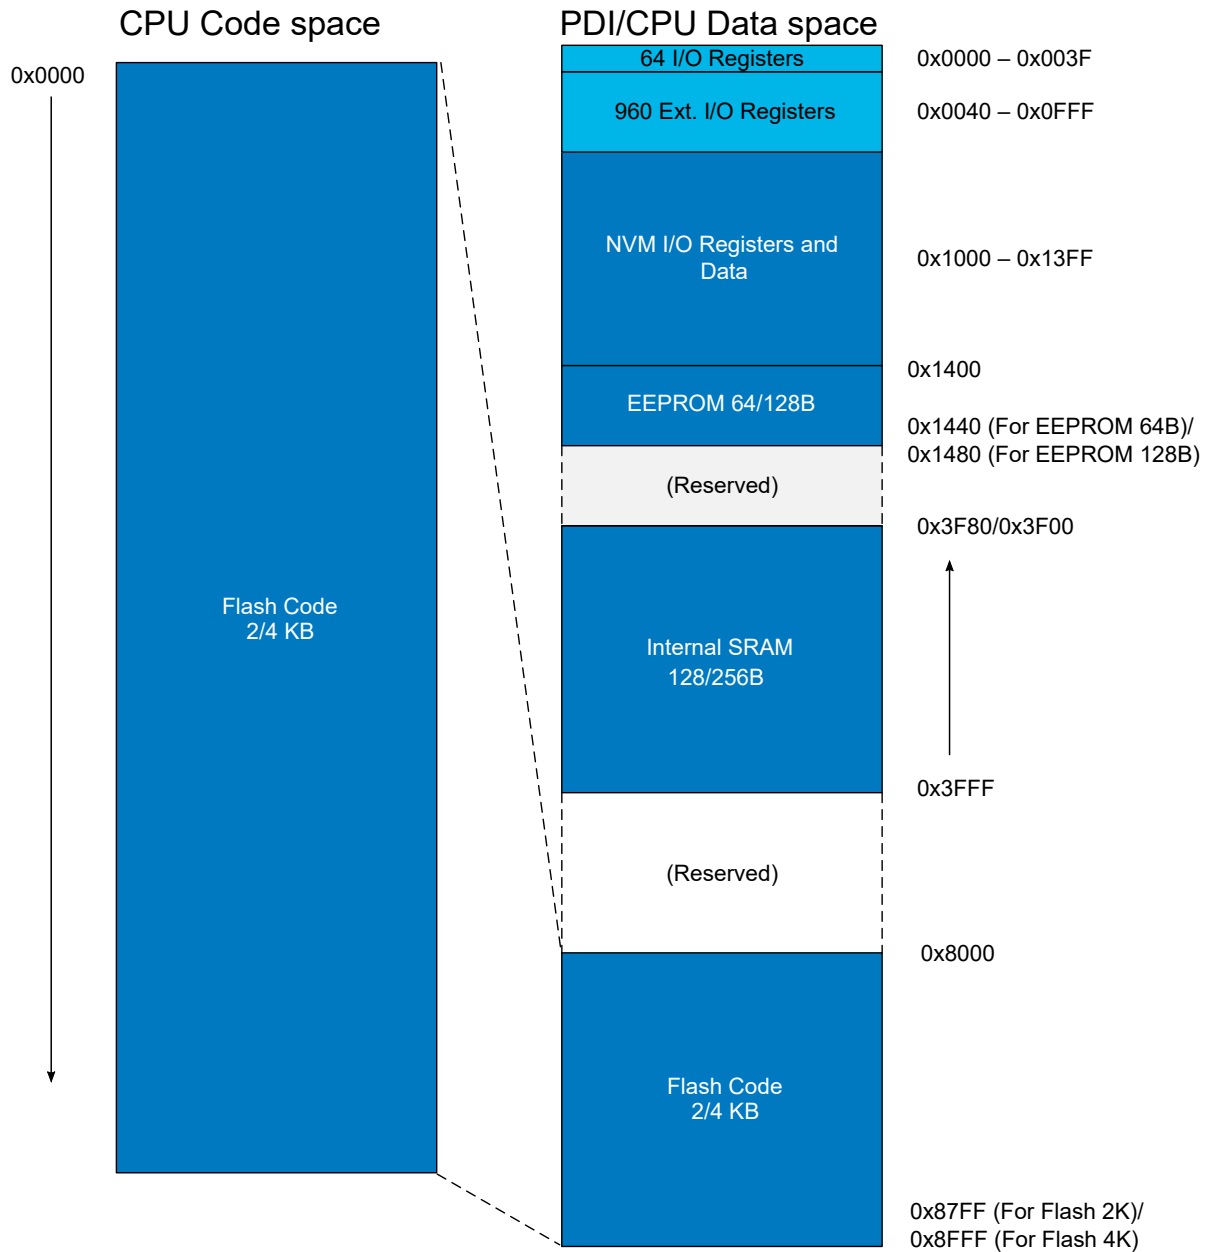 CPU Code space
PDI/CPU Data space
0x0000
64 I/O Registers
0x0000 – 0x003F
960 Ext. I/O Registers
0x0040 – 0x0FFF
NVM I/O Registers and
Data
0x1000 – 0x13FF
0x1400
EEPROM 64/128B
0x1440 (For EEPROM 64B)/
0x1480 (For EEPROM 128B)
(Reserved)
0x3F80/0x3F00
Flash Code
2/4 KB
Internal SRAM
128/256B
0x3FFF
(Reserved)
0x8000
Flash Code
2/4 KB
0x87FF (For Flash 2K)/
0x8FFF (For Flash 4K)